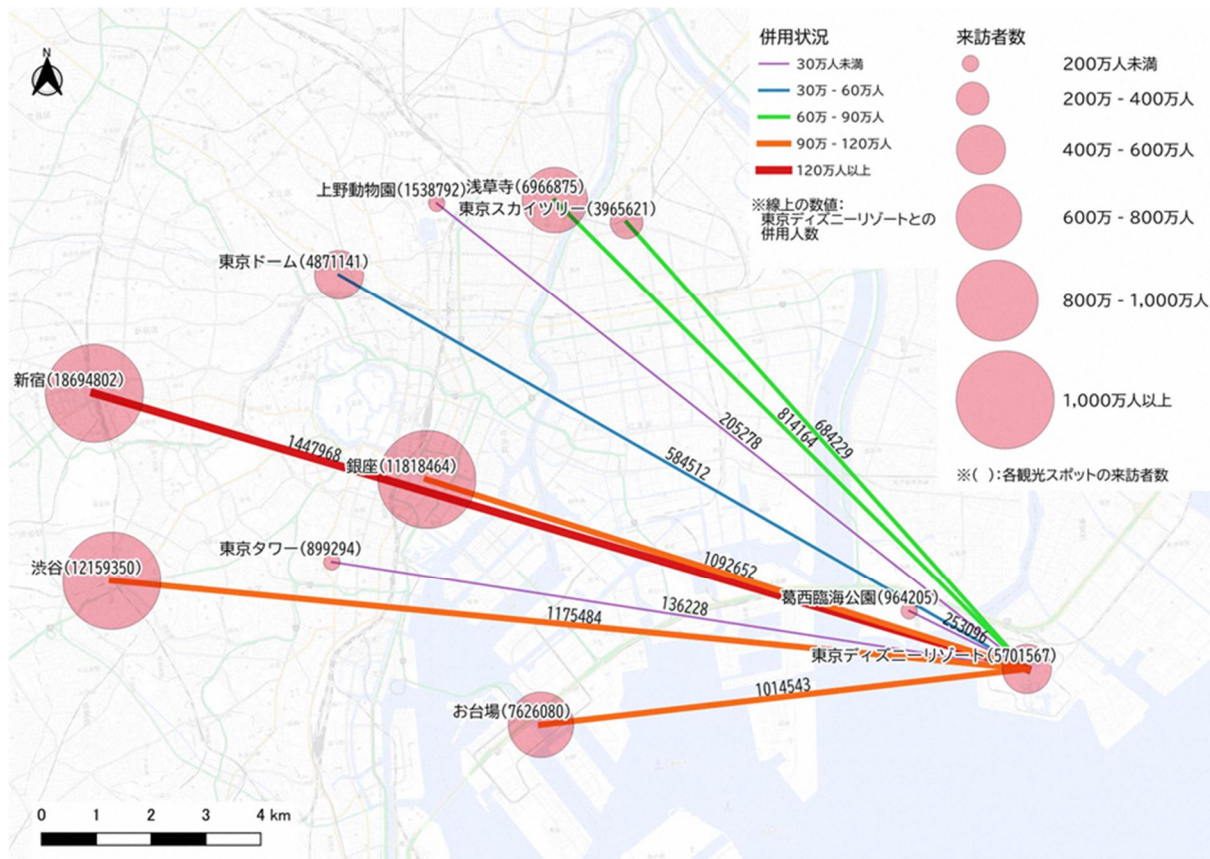 N
併用状況
30万人未満
30万 - 60万人
60万 - 90万人
90万 - 120万人
120万人以上
※線上の数値:
東京ディズニーリゾートとの
併用人数
来訪者数
200万人未満
200万 - 400万人
400万 - 600万人
600万 - 800万人
800万 - 1,000万人
1,000万人以上
※( ):各観光スポットの来訪者数
上野動物園(1538792)
浅草寺(6966875)
東京スカイツリー(3965621)
東京ドーム(4871141)
新宿(18694802)
銀座(11818464)
東京タワー(899294)
渋谷(12159350)
お台場(7626080)
葛西臨海公園(964205)
東京ディズニーリゾート(5701567)
205278
814164
684229
584512
1447968
1092652
136228
1175484
253096
1014543
0 1 2 3 4 km